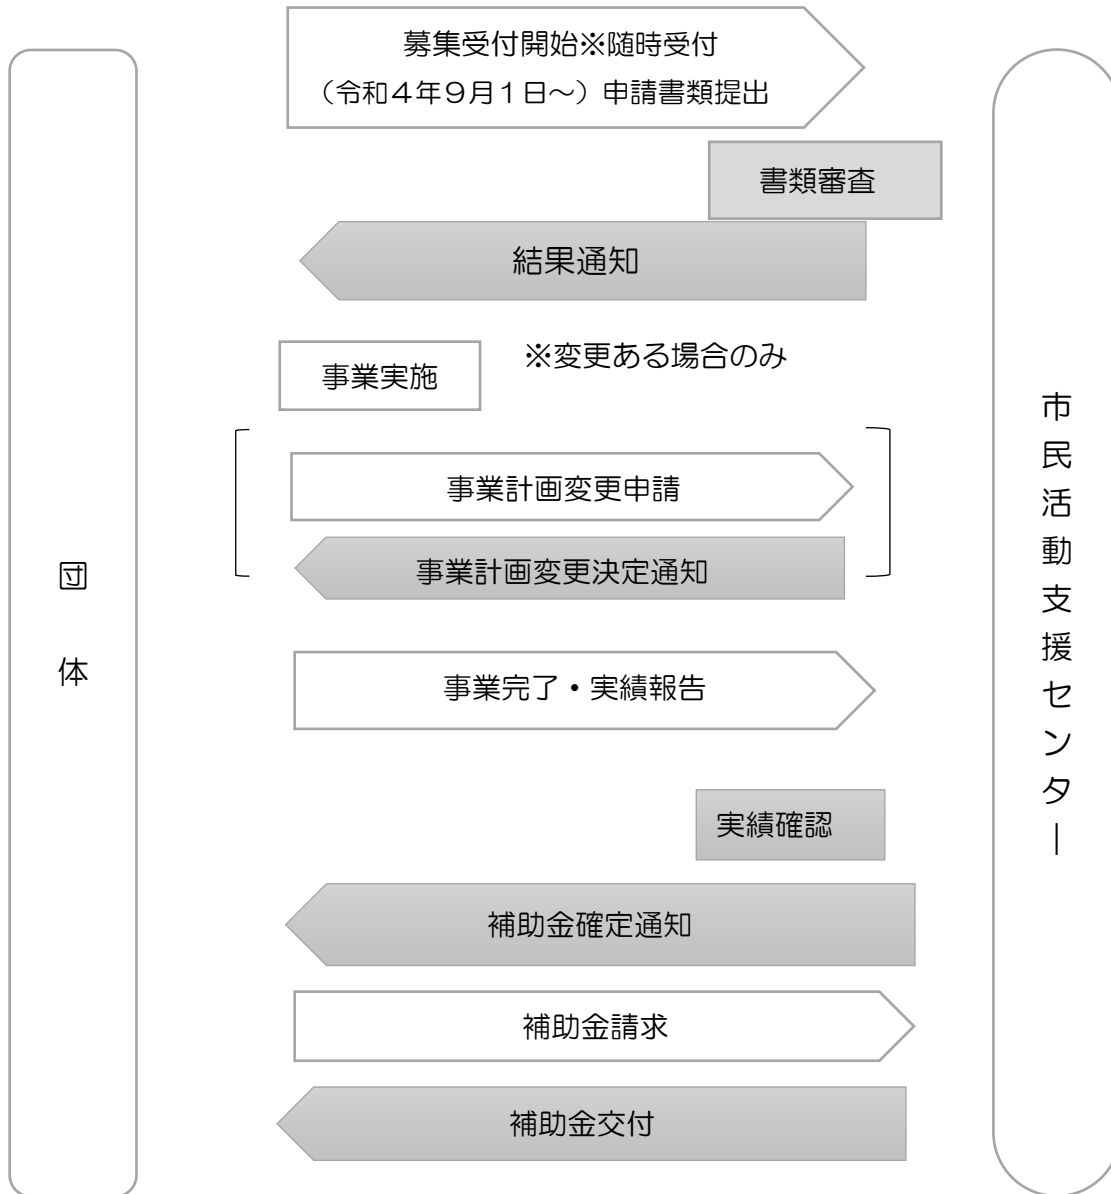 募集受付開始※随時受付
（令和４年９月１日～）申請書類提出
書類審査
結果通知
※変更ある場合のみ
事業実施
事業計画変更申請
事業計画変更決定通知
事業完了・実績報告
実績確認
補助金確定通知
補助金請求
補助金交付
団体
市民活動支援センター